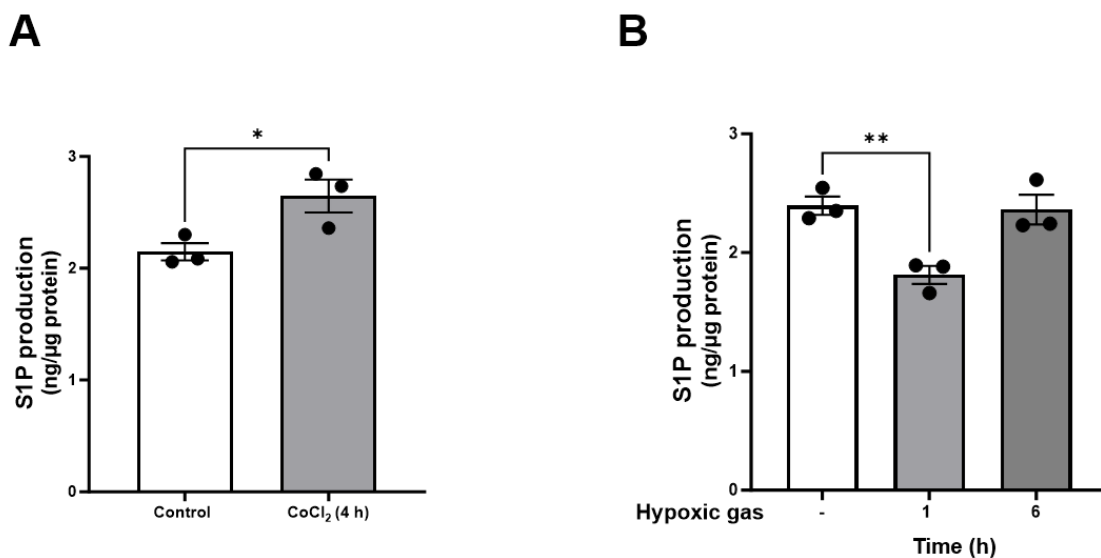 A
*
3
2
1
0
S1P production
(ng/µg protein)
Control
CoCl₂ (4 h)
B
**
3
2
1
0
S1P production
(ng/µg protein)
Hypoxic gas
-
1
6
Time (h)